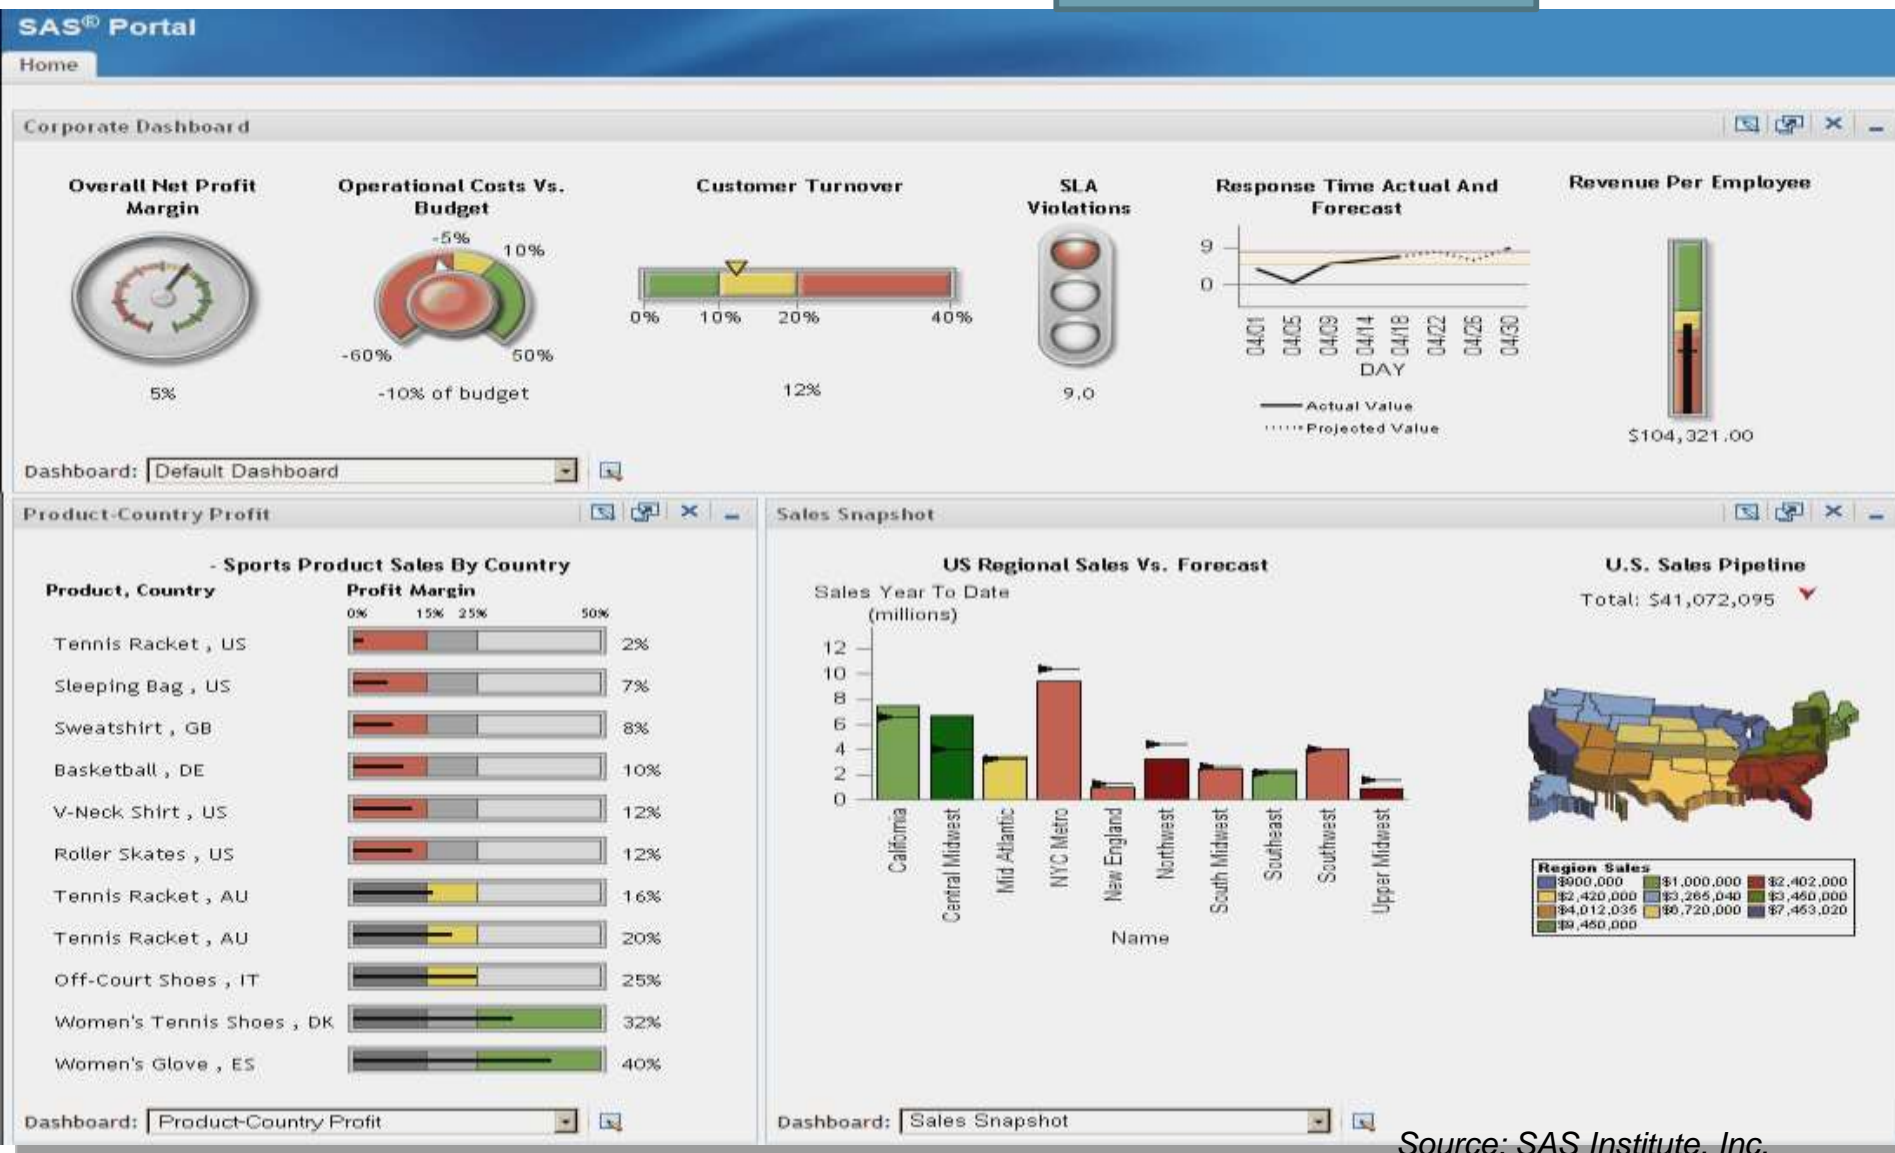 SAS® Portal
Home
Corporate Dashboard
Overall Net Profit
Margin
5%
Operational Costs Vs.
Budget
-5%
10%
-60%
50%
-10% of budget
Customer Turnover
0% 10% 20% 40%
12%
SLA
Violations
9.0
Response Time Actual And
Forecast
9
0
04/01 04/05 04/09 04/14 04/18 04/22 04/26 04/30
DAY
Actual Value
Projected Value
Revenue Per Employee
$104,321.00
Dashboard: Default Dashboard
Product-Country Profit
- Sports Product Sales By Country
Product, Country Profit Margin
0% 15% 25% 50%
Tennis Racket , US 2%
Sleeping Bag , US 7%
Sweatshirt , GB 8%
Basketball , DE 10%
V-Neck Shirt , US 12%
Roller Skates , US 12%
Tennis Racket , AU 16%
Tennis Racket , AU 20%
Off-Court Shoes , IT 25%
Women's Tennis Shoes , DK 32%
Women's Glove , ES 40%
Dashboard: Product-Country Profit
Sales Snapshot
US Regional Sales Vs. Forecast
Sales Year To Date
(millions)
12
10
8
6
4
2
0
California
Central Midwest
Mid Atlantic
NYC Metro
New England
Northwest
South Midwest
Southeast
Southwest
Upper Midwest
Name
U.S. Sales Pipeline
Total: $41,072,095
Region Sales
$900,000 $1,000,000 $2,402,000
$2,420,000 $3,265,040 $3,450,000
$4,012,035 $6,720,000 $7,453,020
$9,450,000
Dashboard: Sales Snapshot
Source: SAS Institute, Inc.